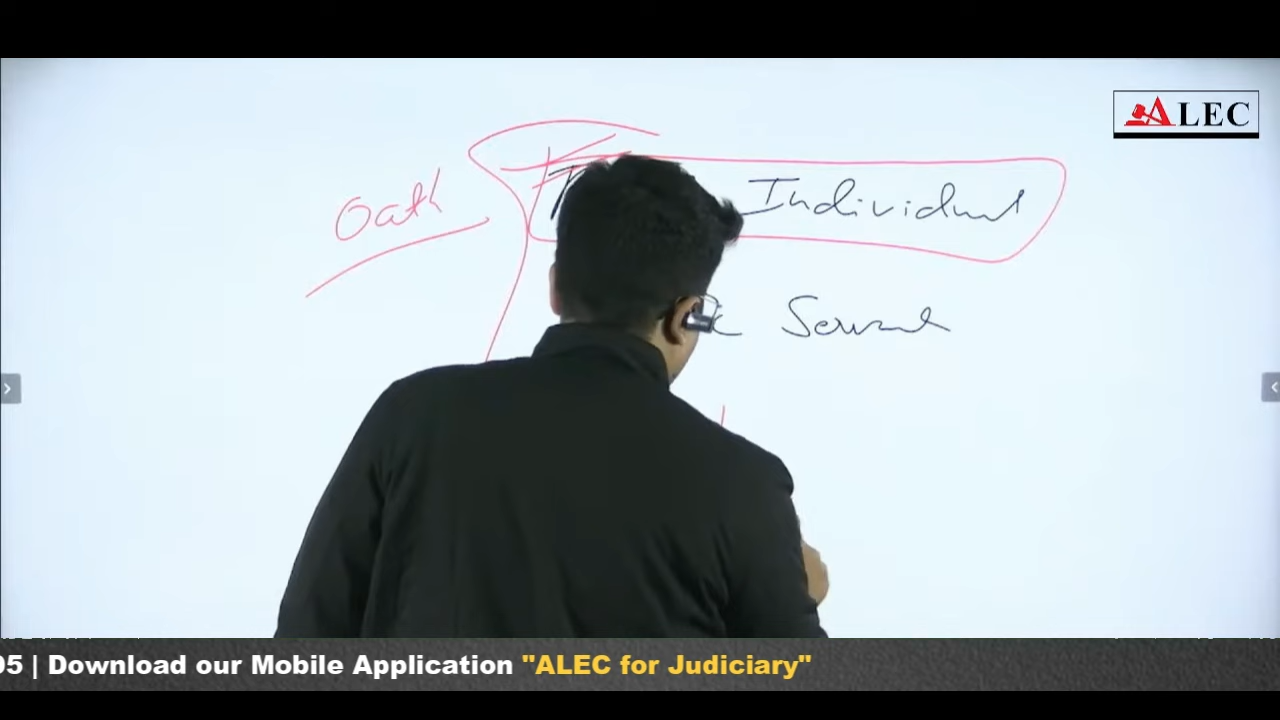 ALEC
Oath
Individual
Servant
05 | Download our Mobile Application "ALEC for Judiciary"